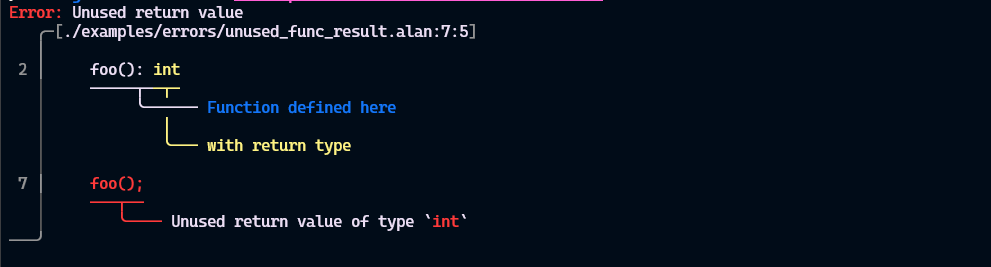 Error: Unused return value
[./examples/errors/unused_func_result.alan:7:5]
2 foo(): int
Function defined here
with return type
7 foo();
Unused return value of type `int`